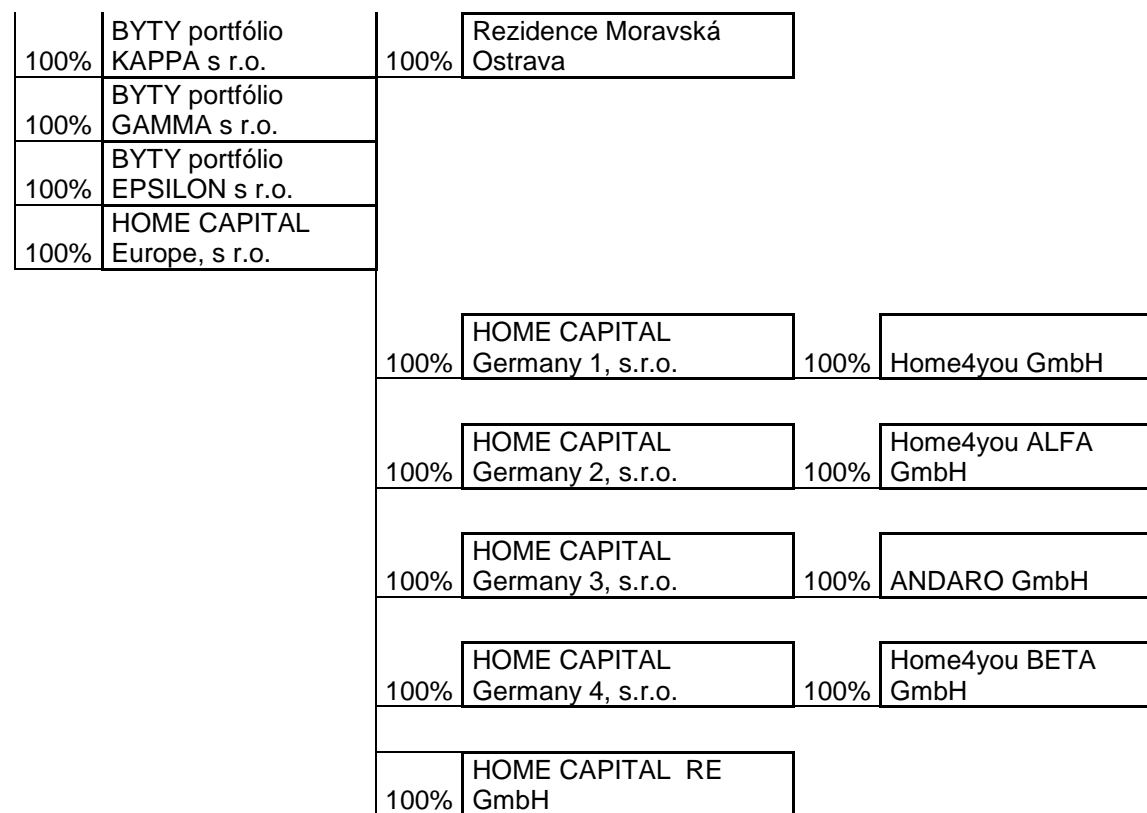 BYTY portfólio
100% KAPPA s r.o.
Rezidence Moravská
100% Ostrava
BYTY portfólio
100% GAMMA s r.o.
BYTY portfólio
100% EPSILON s r.o.
HOME CAPITAL
100% Europe, s r.o.
HOME CAPITAL
100% Germany 1, s.r.o.
100% Home4you GmbH
HOME CAPITAL
100% Germany 2, s.r.o.
Home4you ALFA
100% GmbH
HOME CAPITAL
100% Germany 3, s.r.o.
100% ANDARO GmbH
HOME CAPITAL
100% Germany 4, s.r.o.
Home4you BETA
100% GmbH
HOME CAPITAL  RE
100% GmbH